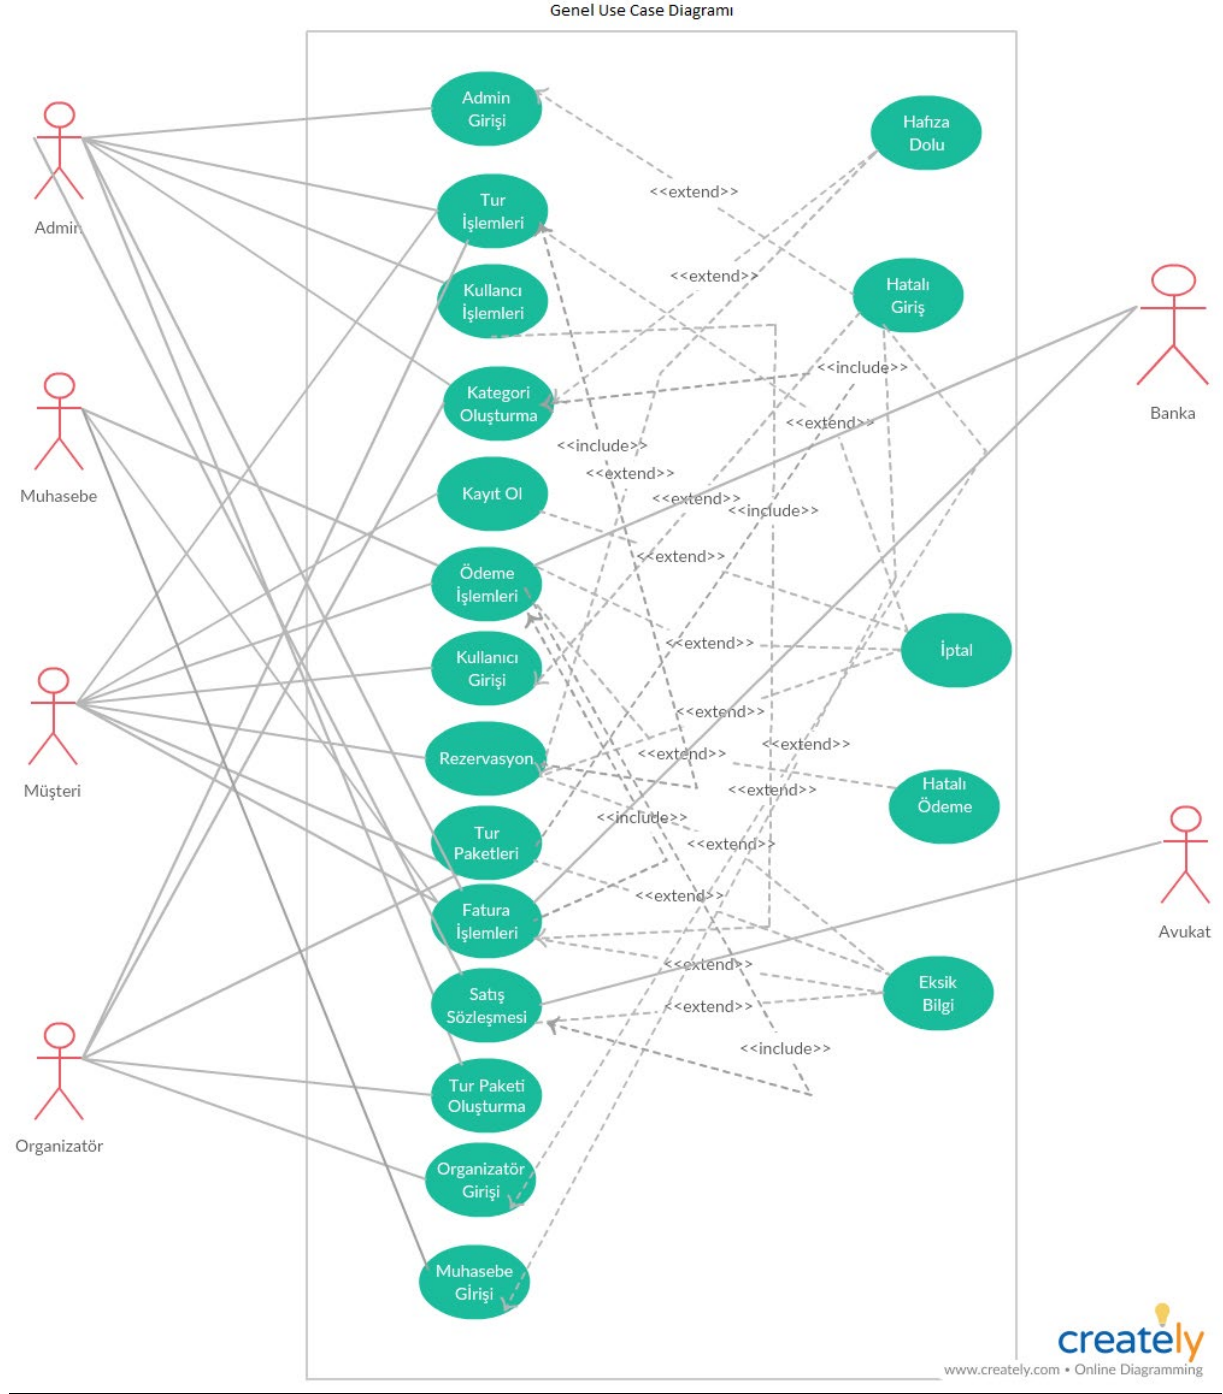 Genel Use Case Diagramı
Admin
Girişi
Hafıza
Dolu
<<extend>>
Tur
İşlemleri
Admin
<<extend>>
Kullancı
İşlemleri
Hatalı
Giriş
<<include>>
Kategori
Oluşturma
Banka
<<extend>>
<<include>>
<<extend>>
Muhasebe
Kayıt Ol
<<extend>>
<<include>>
<<extend>>
Ödeme
İşlemleri
<<extend>>
İptal
Kullanıcı
Girişi
<<extend>>
<<extend>>
<<extend>>
Rezervasyon
Müşteri
<<extend>>
Hatalı
Ödeme
<<include>>
Tur
Paketleri
<<extend>>
<<extend>>
Fatura
İşlemleri
Avukat
<<extend>>
Eksik
Bilgi
Satış
Sözleşmesi
<<extend>>
<<include>>
Tur Paketi
Oluşturma
Organizatör
Organizatör
Girişi
Muhasebe
Gİrişi
creately
www.creately.com • Online Diagramming